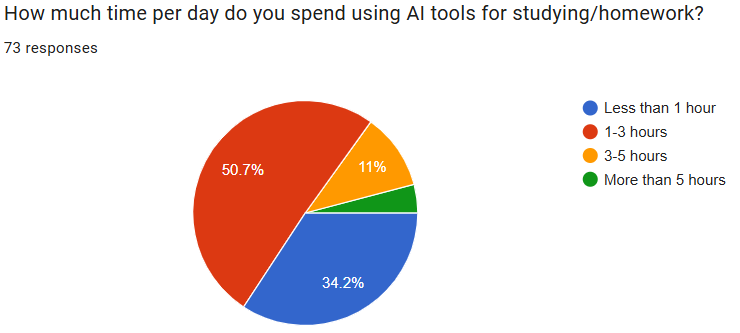 How much time per day do you spend using AI tools for studying/homework?
73 responses
Less than 1 hour
1-3 hours
3-5 hours
More than 5 hours
50.7%
11%
34.2%